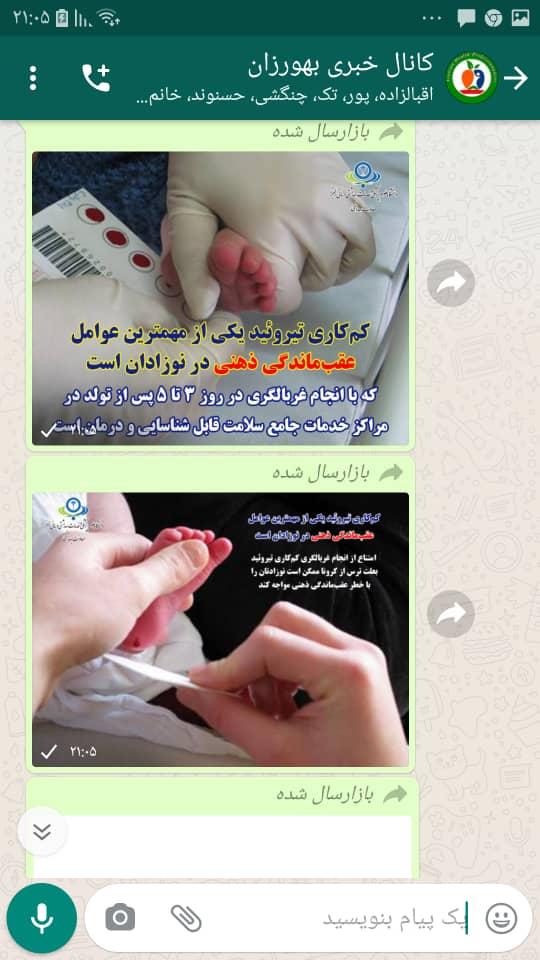 ۲۱:۰۵
کانال خبری بهورزان
اقبالزاده، پور، تک، چنگشی، حسنوند، خانم...
بازارسال شده
کم‌کاری تیروئید یکی از مهمترین عوامل
عقب‌ماندگی ذهنی در نوزادان است
که با انجام غربالگری در روز ۳ تا ۵ پس از تولد در
مراکز خدمات جامع سلامت قابل شناسایی و درمان است
۲۱:۰۵
بازارسال شده
کم‌کاری تیروئید یکی از مهمترین عوامل
عقب‌ماندگی ذهنی در نوزادان است
امتناع از انجام غربالگری کم‌کاری تیروئید
بعلت ترس از کرونا ممکن است نوزادتان را
با خطر عقب‌ماندگی ذهنی مواجه کند
۲۱:۰۵
بازارسال شده
یک پیام بنویسید